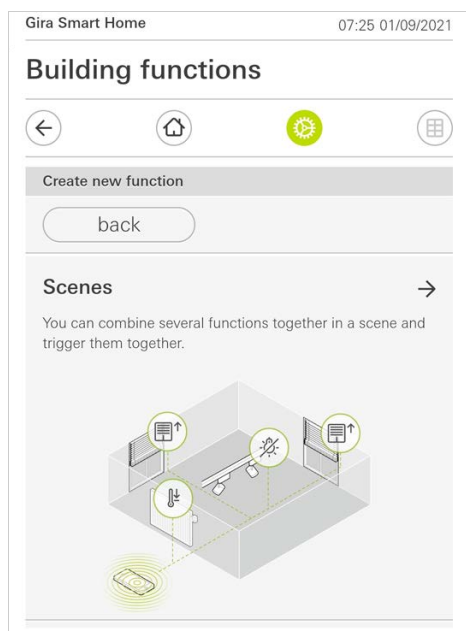 Gira Smart Home 07:25 01/09/2021
Building functions
Create new function
back
Scenes
You can combine several functions together in a scene and
trigger them together.